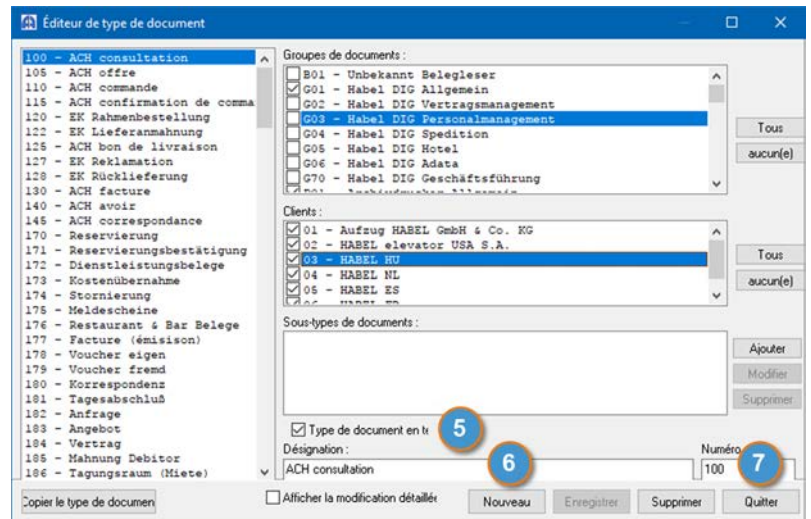 Éditeur de type de document
100 - ACH consultation
105 - ACH offre
110 - ACH commande
115 - ACH confirmation de comma
120 - EK Rahmenbestellung
122 - EK Lieferanmahnung
125 - ACH bon de livraison
127 - EK Reklamation
128 - EK Rücklieferung
130 - ACH facture
140 - ACH avoir
145 - ACH correspondance
170 - Reservierung
171 - Reservierungsbestätigung
172 - Dienstleistungsbelege
173 - Kostenübernahme
174 - Stornierung
175 - Meldescheine
176 - Restaurant & Bar Belege
177 - Facture (émisison)
178 - Voucher eigen
179 - Voucher fremd
180 - Korrespondenz
181 - Tagesabschluß
182 - Anfrage
183 - Angebot
184 - Vertrag
185 - Mahnung Debitor
186 - Tagungsraum (Miete)
Groupes de documents :
B01 - Unbekannt Belegleser
G01 - Habel DIG Allgemein
G02 - Habel DIG Vertragsmanagement
G03 - Habel DIG Personalmanagement
G04 - Habel DIG Spedition
G05 - Habel DIG Hotel
G06 - Habel DIG Adata
G70 - Habel DIG Geschäftsführung
Tous
aucun(e)
Clients :
01 - Aufzug HABEL GmbH & Co. KG
02 - HABEL elevator USA S.A.
03 - HABEL HU
04 - HABEL NL
05 - HABEL ES
Tous
aucun(e)
Sous-types de documents :
Ajouter
Modifier
Supprimer
Type de document en te
5
Désignation :
Numéro
ACH consultation
6
100
7
Copier le type de documen
Afficher la modification détaillée
Nouveau
Enregistrer
Supprimer
Quitter